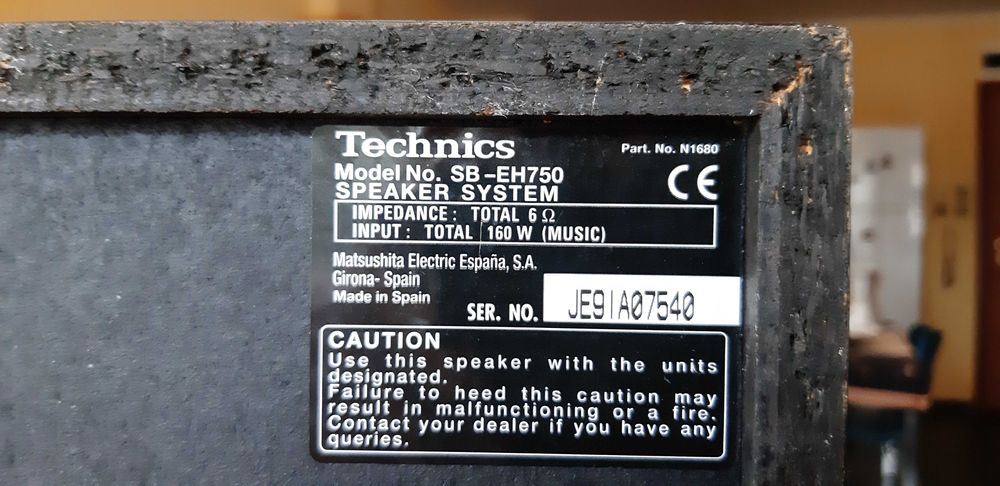 Technics
Part. No. N1680
Model No. SB-EH750
CE
SPEAKER SYSTEM
IMPEDANCE : TOTAL 6 Ω
INPUT : TOTAL 160 W (MUSIC)
Matsushita Electric España, S.A.
Girona- Spain
Made in Spain
SER. NO. JE9IA07540
CAUTION
Use this speaker with the units
designated.
Failure to heed this caution may
result in malfunctioning or a fire.
Contact your dealer if you have any
queries.